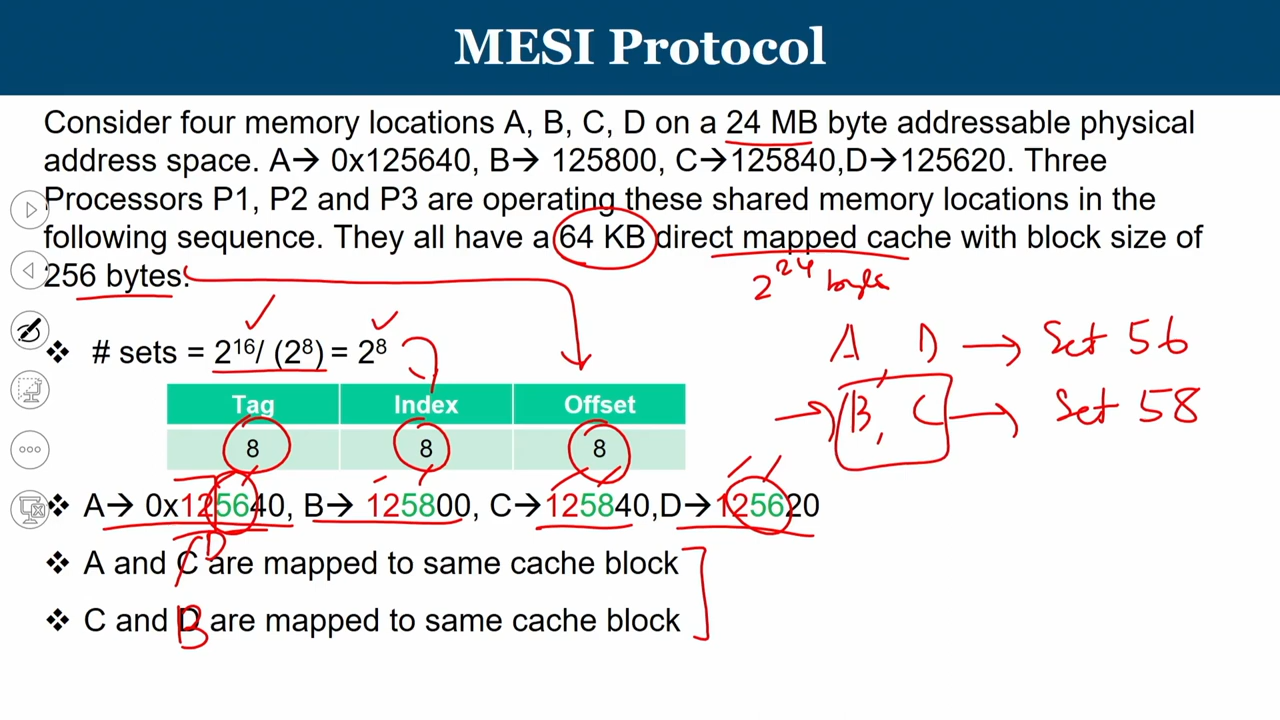 MESI Protocol
Consider four memory locations A, B, C, D on a 24 MB byte addressable physical
address space. A→ 0x125640, B→ 125800, C→125840,D→125620. Three
Processors P1, P2 and P3 are operating these shared memory locations in the
following sequence. They all have a 64 KB direct mapped cache with block size of
256 bytes.
2^24 bytes
❖ # sets = 2^16/ (2^8) = 2^8
A D → Set 56
Tag Index Offset
→ B, C → Set 58
8 8 8
❖ A→ 0x125640, B→ 125800, C→125840,D→125620
D
❖ A and C are mapped to same cache block
❖ C and D are mapped to same cache block
B